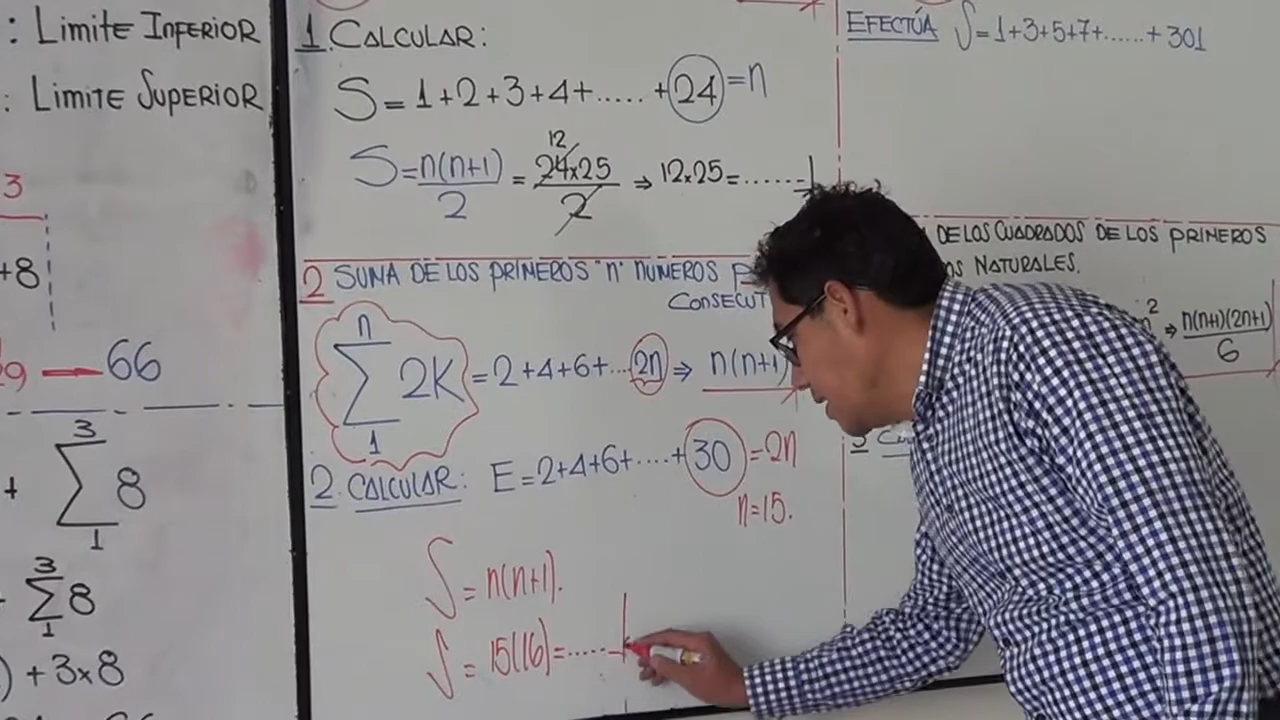 : LIMITE INFERIOR
: LIMITE SUPERIOR
3
+8
29 → 66
+ ∑ 8
3
1
3
∑ 8
1
) + 3x8
1. CALCULAR:
S = 1+2+3+4+.....+24 = n
S = n(n+1)/2 = 24x25/2 ⇒ 12x25 = ......
12
2 SUMA DE LOS PRIMEROS "n" NUMEROS
CONSECUT
n
∑ 2K = 2+4+6+...2n ⇒ n(n+1)
1
2. CALCULAR: E = 2+4+6+....+30 = 2n
n=15.
S = n(n+1).
S = 15(16) = .....
EFECTÚA S = 1+3+5+7+......+301
DE LOS CUADRADOS DE LOS PRIMEROS
NATURALES.
n² ⇒ n(n+1)(2n+1)/6
3